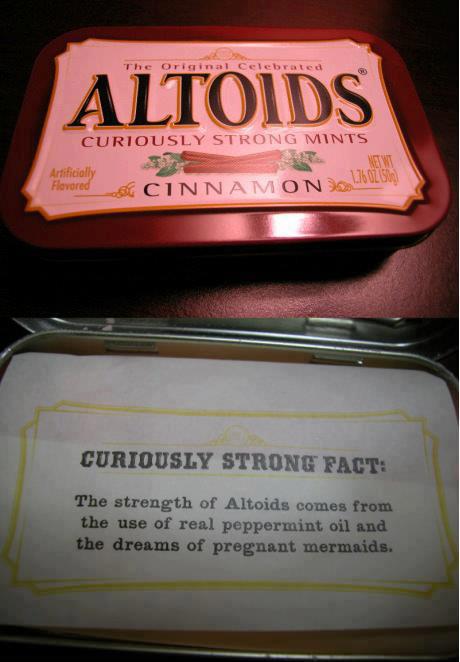 The Original Celebrated
ALTOIDS®
CURIOUSLY STRONG MINTS
Artificially
Flavored
CINNAMON
NET WT
1.76 OZ (50g)
CURIOUSLY STRONG™ FACT:
The strength of Altoids comes from
the use of real peppermint oil and
the dreams of pregnant mermaids.